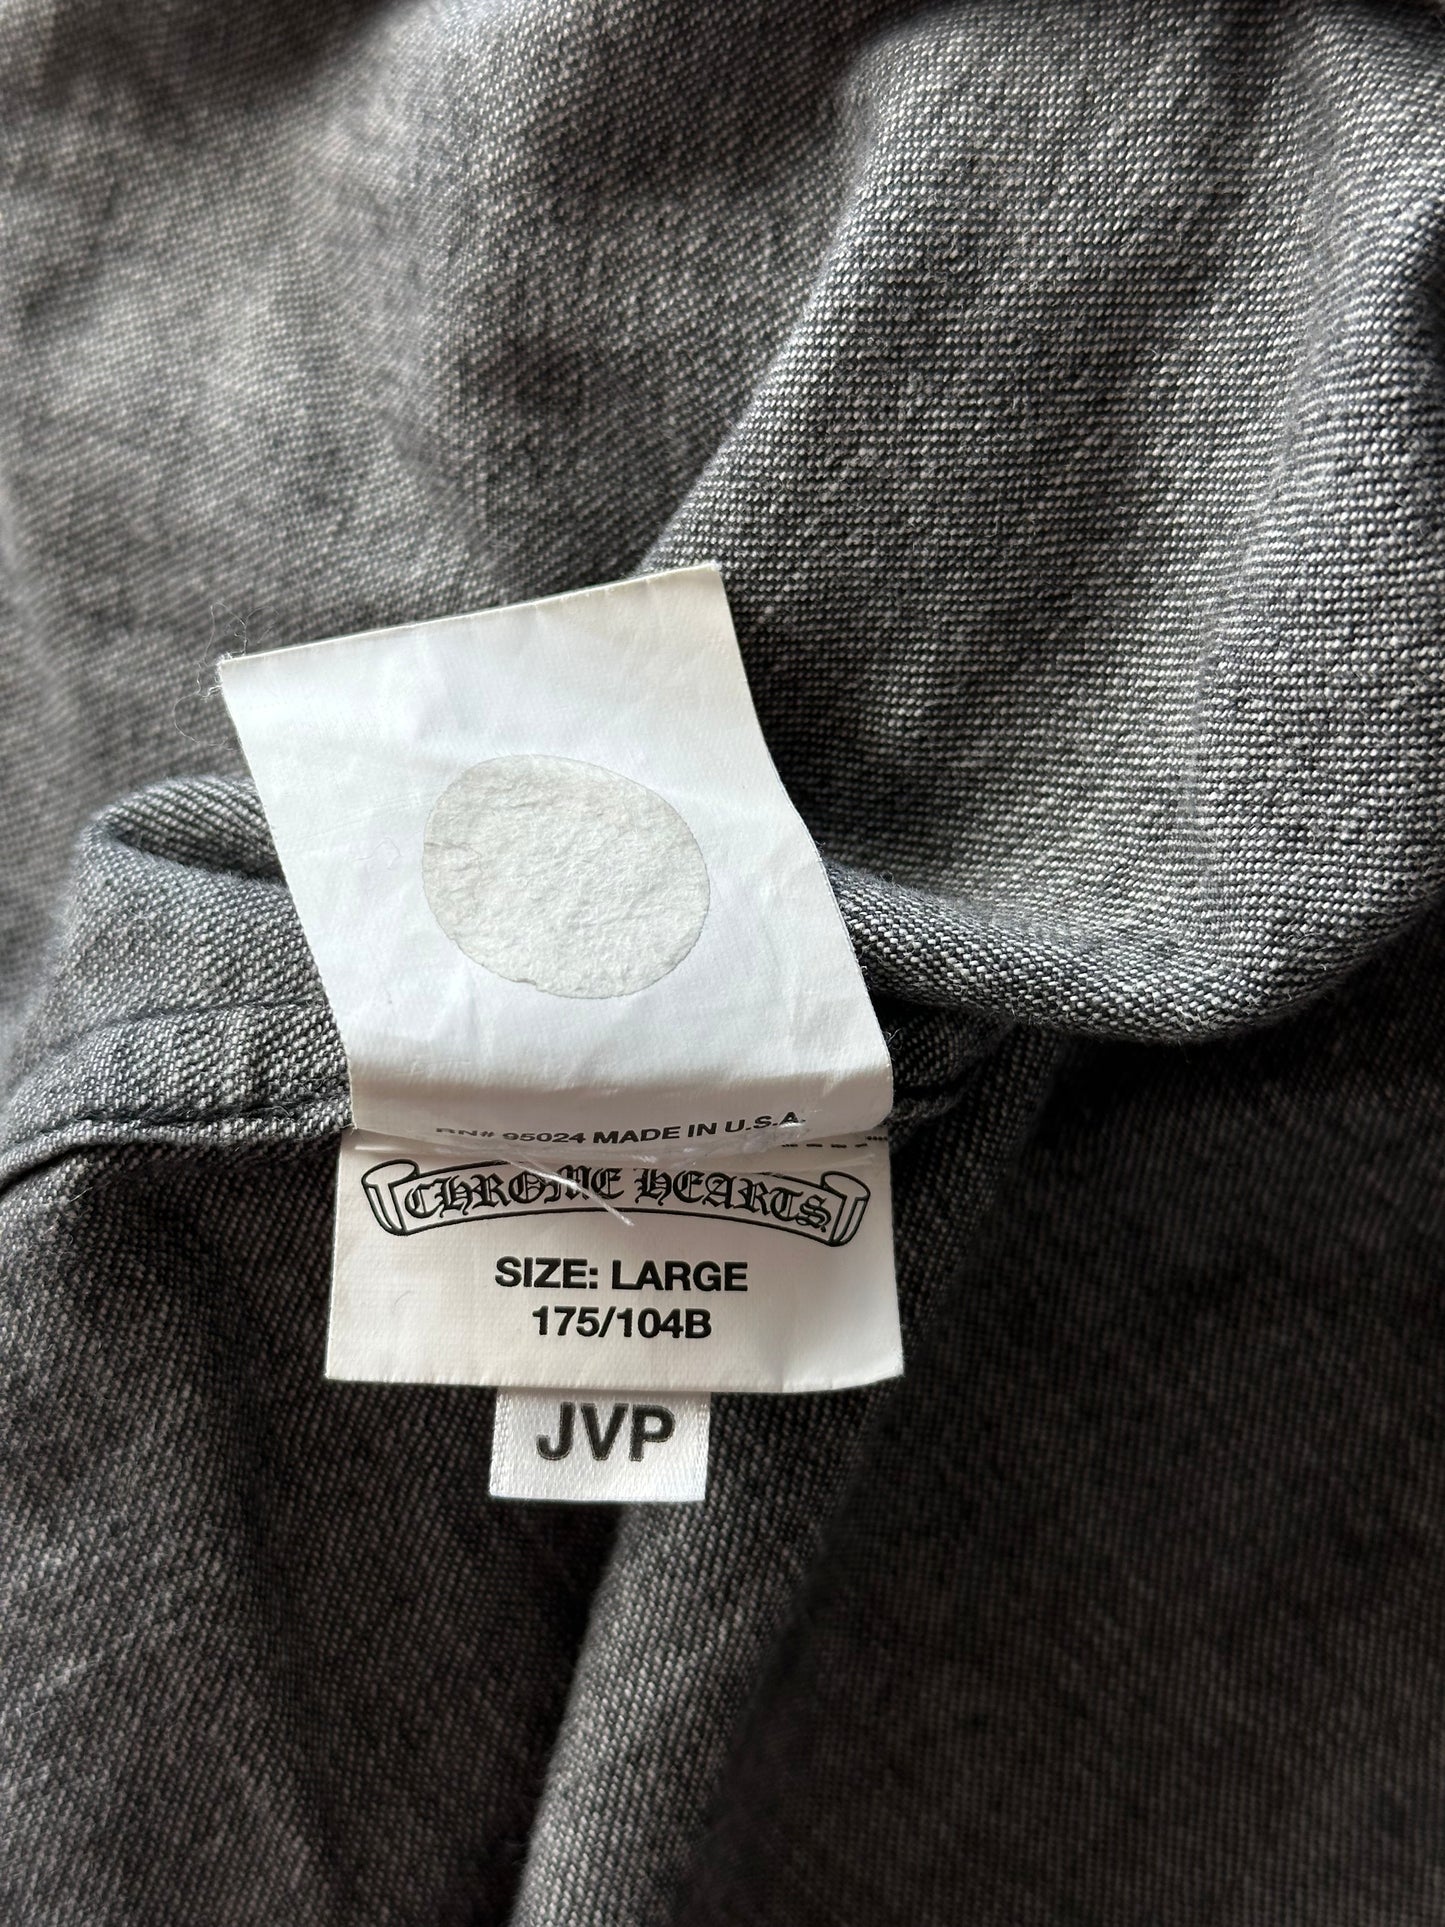 RN# 95024 MADE IN U.S.A.
CHROME HEARTS
SIZE: LARGE
175/104B
JVP